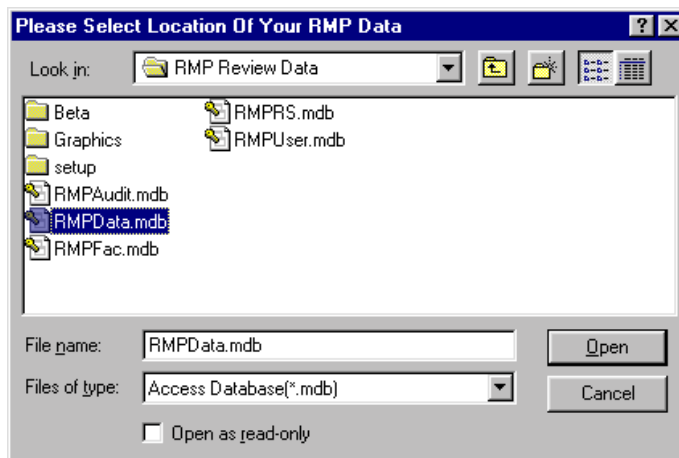 Please Select Location Of Your RMP Data
Look in: RMP Review Data
Beta
Graphics
setup
RMPAudit.mdb
RMPData.mdb
RMPFac.mdb
RMPRS.mdb
RMPUser.mdb
File name: RMPData.mdb Open
Files of type: Access Database(*.mdb) Cancel
Open as read-only